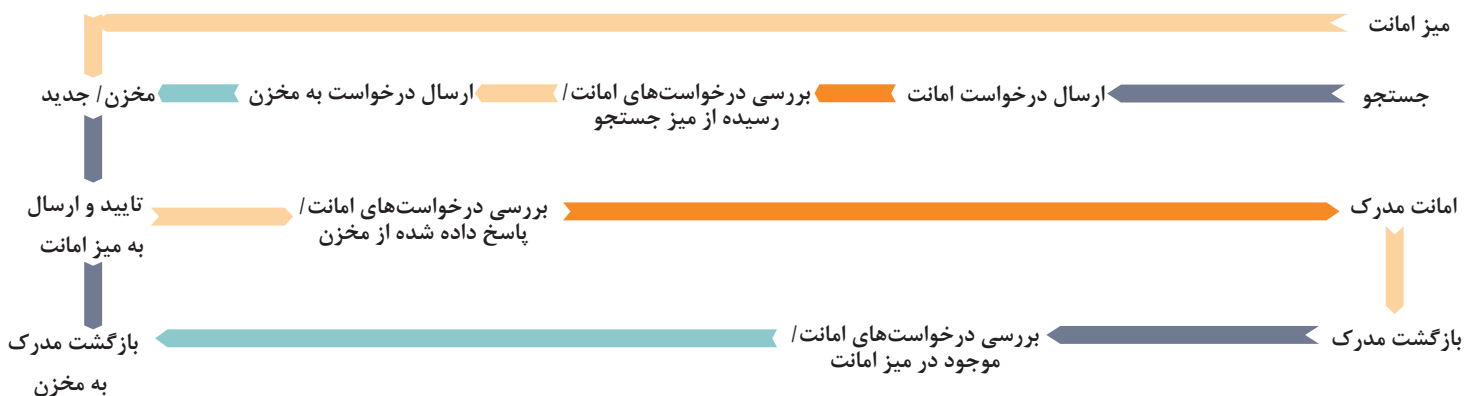 میز امانت
جستجو
ارسال درخواست امانت
بررسی درخواست‌های امانت/
رسیده از میز جستجو
ارسال درخواست به مخزن
مخزن/ جدید
تایید و ارسال
به میز امانت
بررسی درخواست‌های امانت/
پاسخ داده شده از مخزن
امانت مدرک
بازگشت مدرک
بررسی درخواست‌های امانت/
موجود در میز امانت
بازگشت مدرک
به مخزن